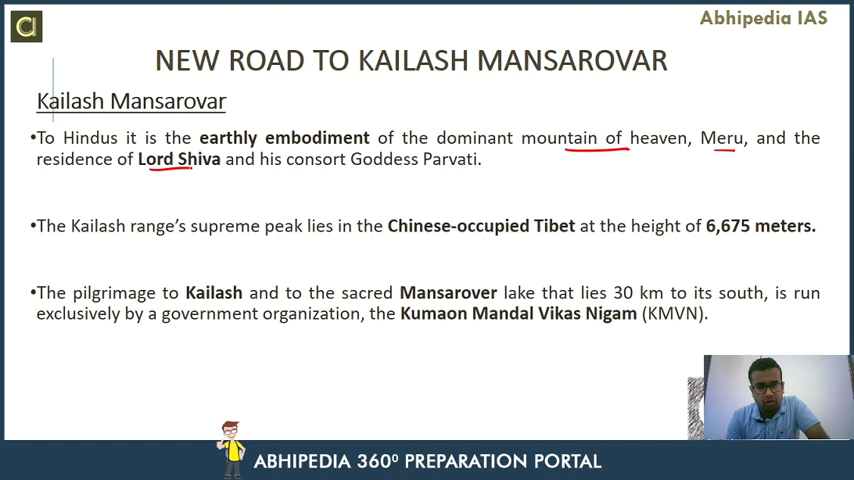 Abhipedia IAS
NEW ROAD TO KAILASH MANSAROVAR
Kailash Mansarovar
•To Hindus it is the earthly embodiment of the dominant mountain of heaven, Meru, and the
residence of Lord Shiva and his consort Goddess Parvati.
•The Kailash range's supreme peak lies in the Chinese-occupied Tibet at the height of 6,675 meters.
•The pilgrimage to Kailash and to the sacred Mansarover lake that lies 30 km to its south, is run
exclusively by a government organization, the Kumaon Mandal Vikas Nigam (KMVN).
ABHIPEDIA 360⁰ PREPARATION PORTAL